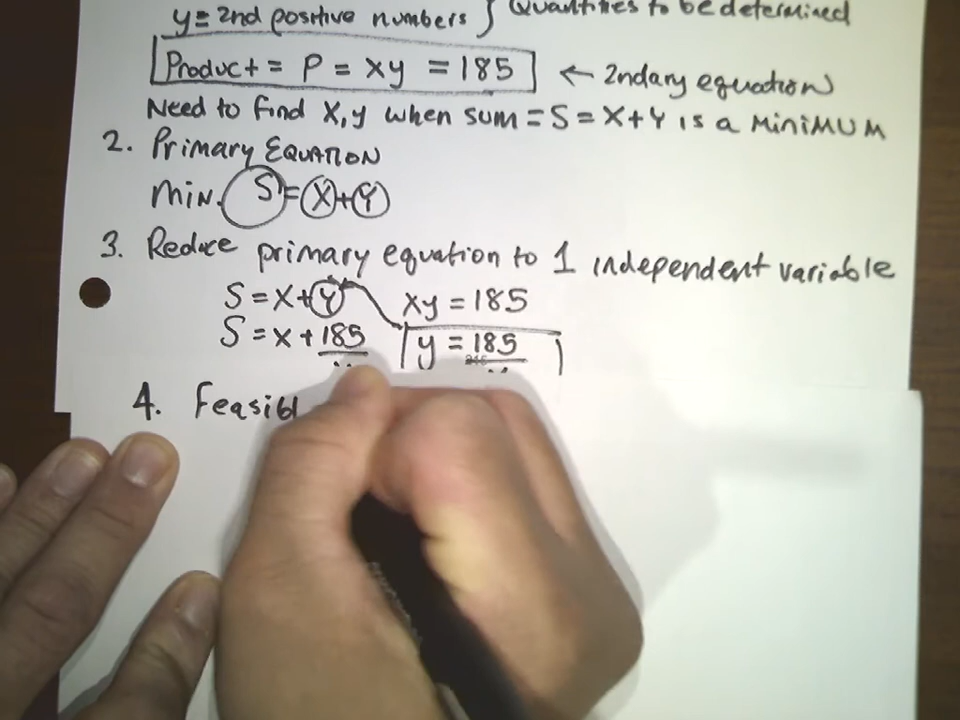 y = 2nd positive numbers } Quantities to be determined
Product = P = xy = 185 ← 2ndary equation
Need to find x, y when sum = S = x + y is a MINIMUM
2. Primary EQUATION
Min. S = x + y
3. Reduce primary equation to 1 independent variable
S = x + y xy = 185
S = x + 185 y = 185
4. Feasibl